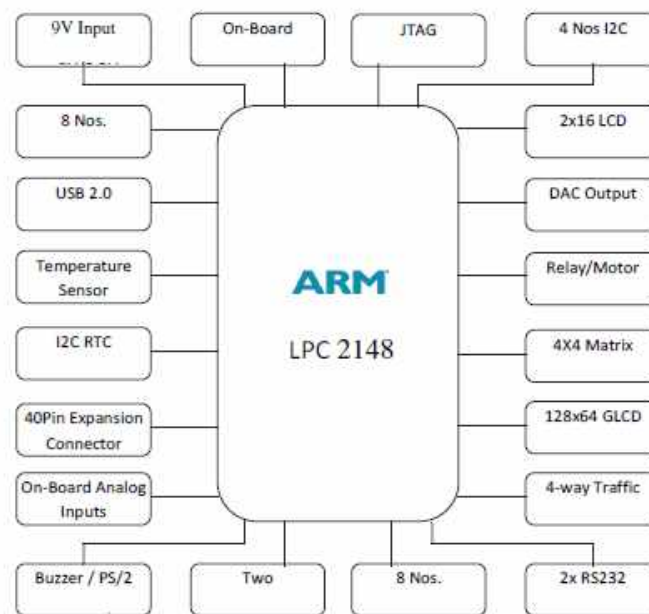 9V Input
On-Board
JTAG
4 Nos I2C
8 Nos.
2x16 LCD
USB 2.0
DAC Output
Temperature
Sensor
Relay/Motor
ARM
LPC 2148
I2C RTC
4X4 Matrix
40Pin Expansion
Connector
128x64 GLCD
On-Board Analog
Inputs
4-way Traffic
Buzzer / PS/2
Two
8 Nos.
2x RS232